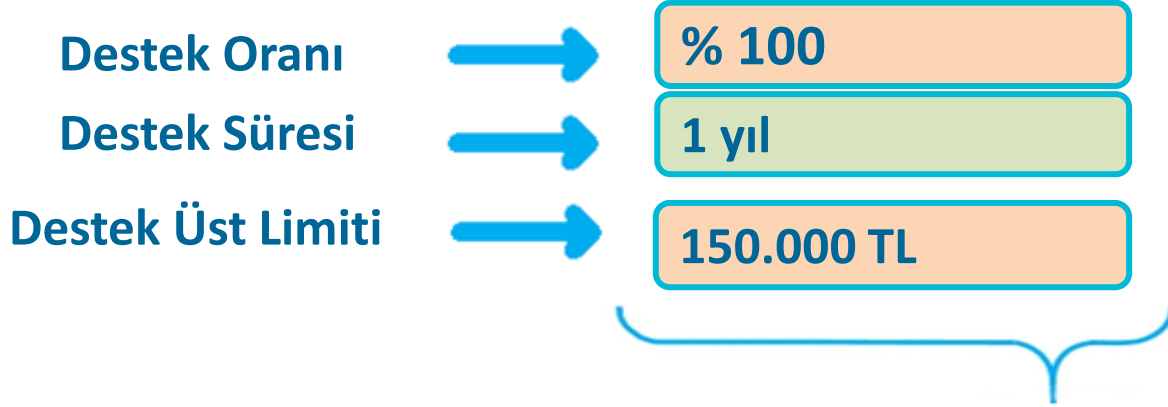 Destek Oranı % 100
Destek Süresi 1 yıl
Destek Üst Limiti 150.000 TL